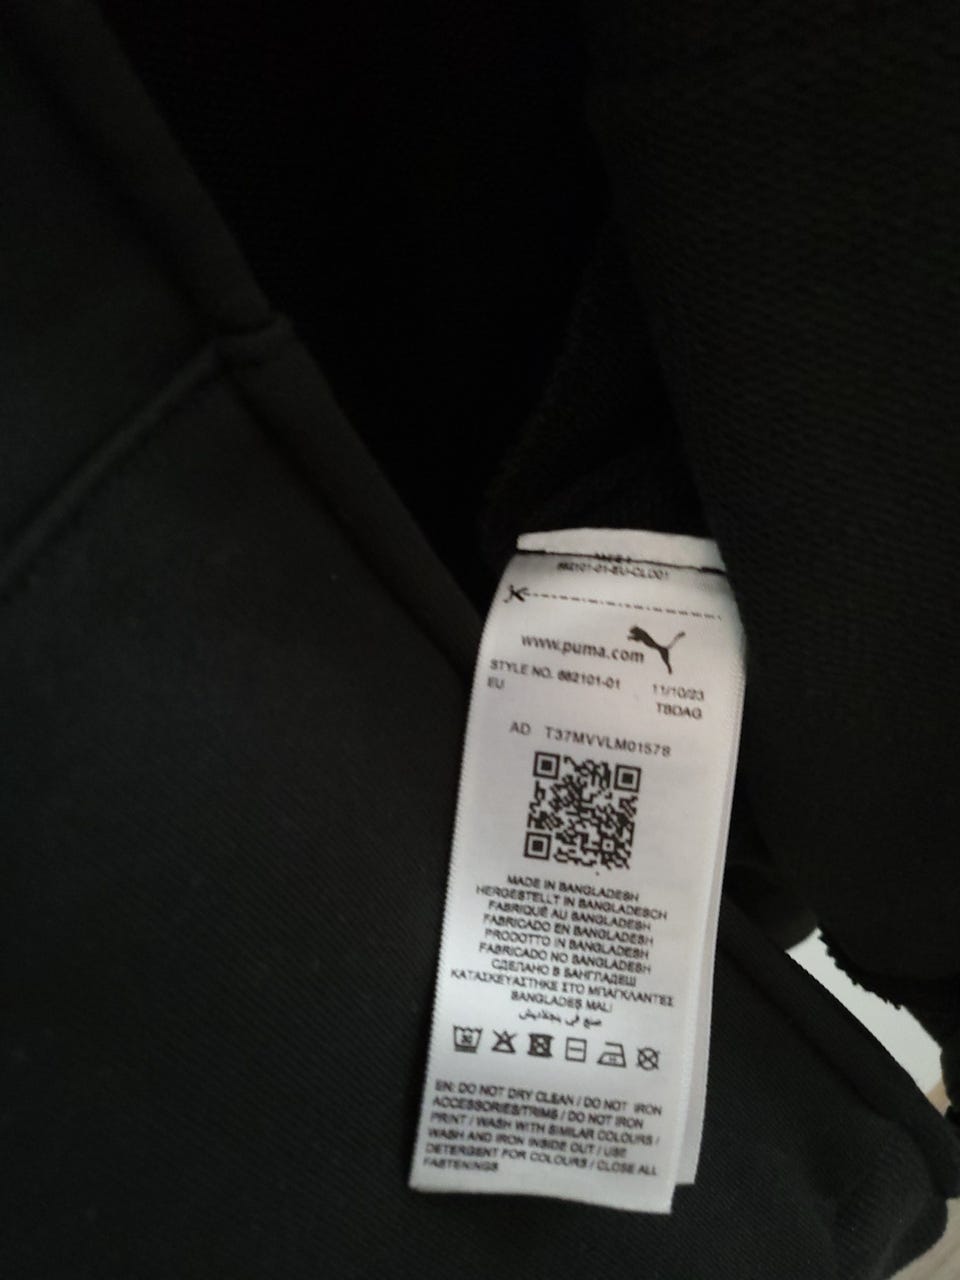 682101-01-EU-CLD01
www.puma.com
STYLE NO. 682101-01 11/10/23
EU TBDAG
AD T37MVVLM01578
MADE IN BANGLADESH
HERGESTELLT IN BANGLADESCH
FABRIQUÉ AU BANGLADESH
FABRICADO EN BANGLADESH
PRODOTTO IN BANGLADESH
FABRICADO NO BANGLADESH
СДЕЛАНО В БАНГЛАДЕШ
ΚΑΤΑΣΚΕΥΑΣΤΗΚΕ ΣΤΟ ΜΠΑΓΚΛΑΝΤΕΣ
BANGLADEŞ MALI
صنع في بنجلاديش
EN: DO NOT DRY CLEAN / DO NOT IRON
ACCESSORIES/TRIMS / DO NOT IRON
PRINT / WASH WITH SIMILAR COLOURS /
WASH AND IRON INSIDE OUT / USE
DETERGENT FOR COLOURS / CLOSE ALL
FASTENINGS